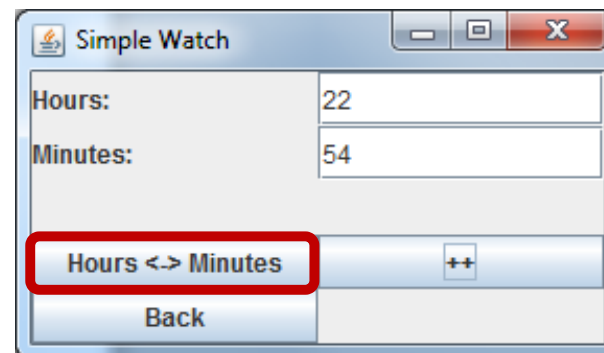 Simple Watch
Hours: 22
Minutes: 54
Hours <-> Minutes ++
Back